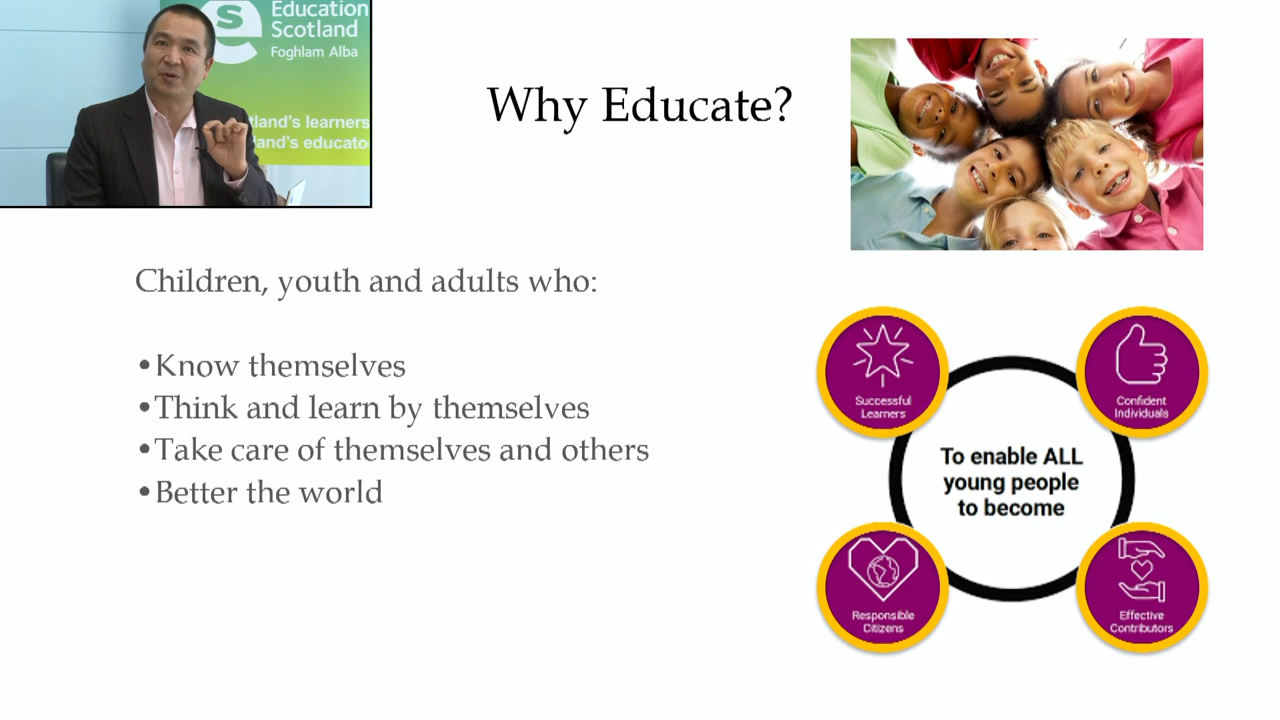 Education
Scotland
Foghlam Alba
tland's learners
land's educato
Why Educate?
Children, youth and adults who:
•Know themselves
•Think and learn by themselves
•Take care of themselves and others
•Better the world
Successful
Learners
Confident
Individuals
To enable ALL
young people
to become
Responsible
Citizens
Effective
Contributors